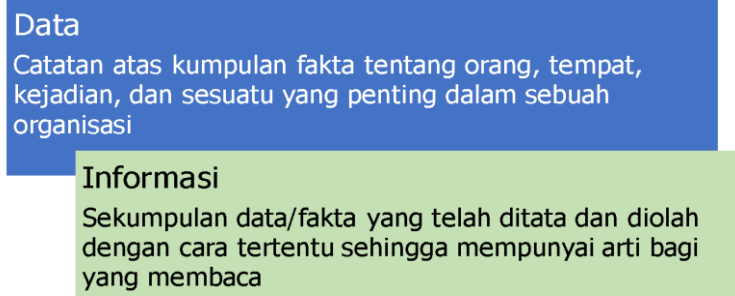 Data
Catatan atas kumpulan fakta tentang orang, tempat,
kejadian, dan sesuatu yang penting dalam sebuah
organisasi
Informasi
Sekumpulan data/fakta yang telah ditata dan diolah
dengan cara tertentu sehingga mempunyai arti bagi
yang membaca